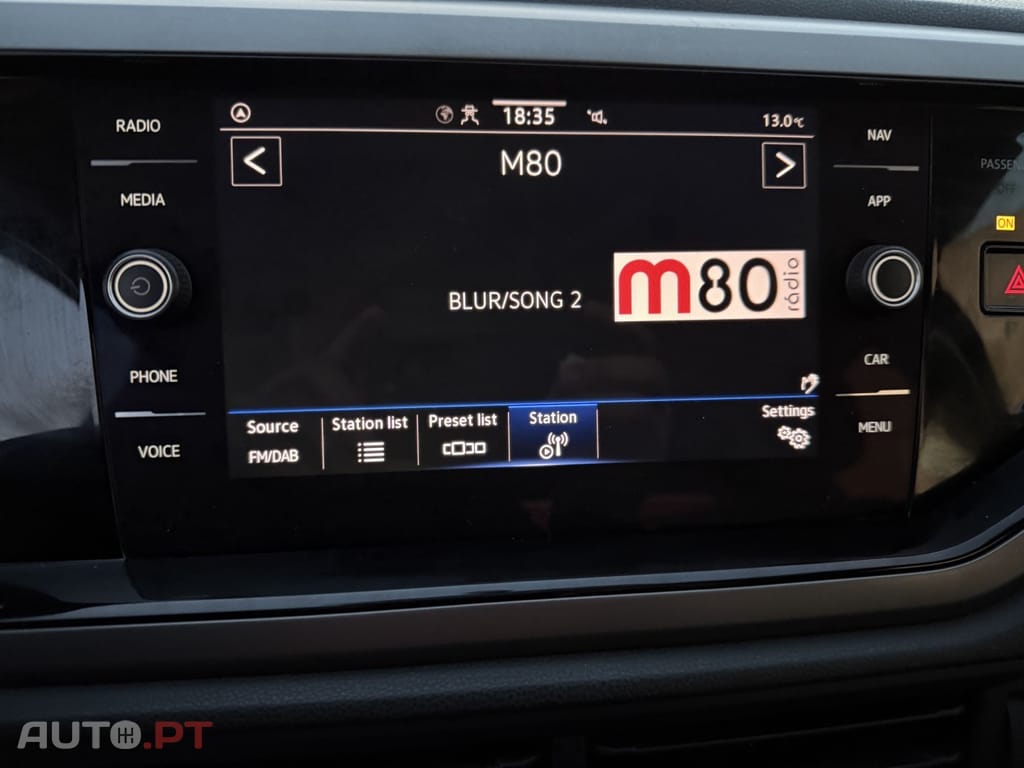 RADIO
MEDIA
PHONE
VOICE
18:35
13.0°C
<
M80
>
BLUR/SONG 2
m80 rádio
Source
FM/DAB
Station list
Preset list
Station
Settings
NAV
APP
CAR
MENU
OFF
ON
AUTO.PT